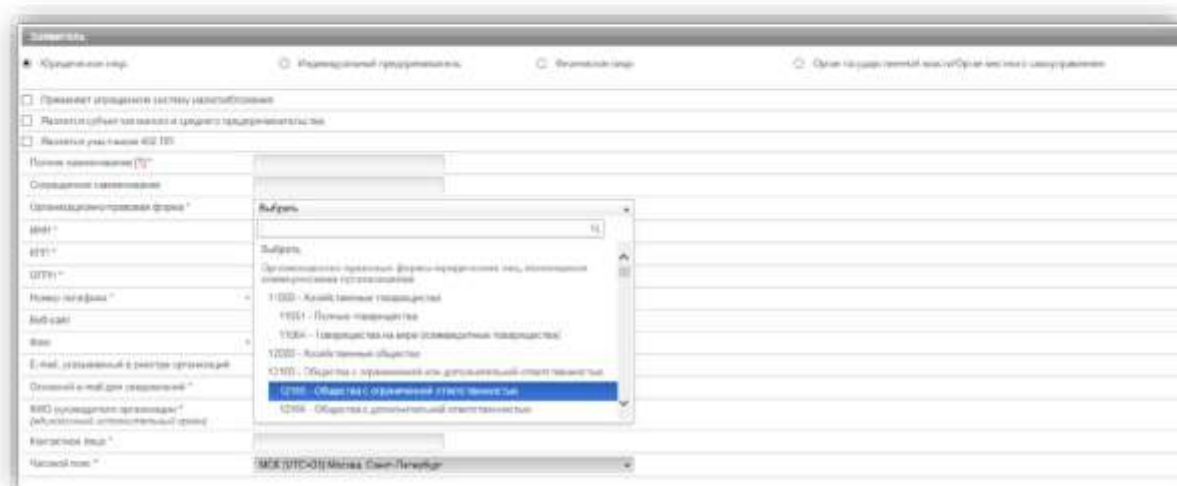 Заявитель
Юридическое лицо
Индивидуальный предприниматель
Физическое лицо
Орган государственной власти/Орган местного самоуправления
Применяет упрощенную систему налогообложения
Является субъектом малого и среднего предпринимательства
Является участником
Полное наименование [?] *
Сокращенное наименование
Организационно-правовая форма *
Выбрать
ИНН *
Выбрать
КПП *
Организационно-правовые формы юридических лиц, являющихся
коммерческими организациями
ОГРН *
Номер телефона *
11000 - Хозяйственные товарищества
Веб-сайт
11051 - Полные товарищества
11064 - Товарищества на вере (коммандитные товарищества)
Факс
12000 - Хозяйственные общества
E-mail, указываемый в реестре организаций
12100 - Общества с ограниченной или дополнительной ответственностью
Основной e-mail для уведомлений *
12165 - Общества с ограниченной ответственностью
ФИО руководителя организации *
(единоличный исполнительный орган)
12166 - Общества с дополнительной ответственностью
Контактное лицо *
Часовой пояс *
МСК (UTC+03) Москва, Санкт-Петербург